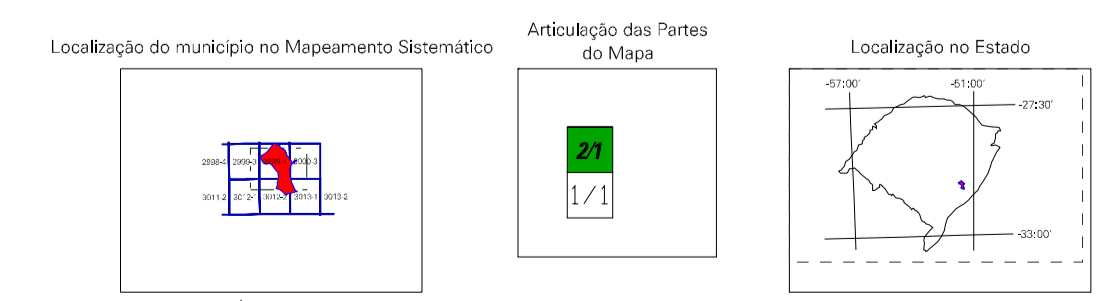 Localização do município no Mapeamento Sistemático
2998-4 2999-3 3000-3
3011-2 3012-2 3013-1 3013-2
Articulação das Partes
do Mapa
2/1
1/1
Localização no Estado
-57:00' -51:00'
-27:30'
-33:00'